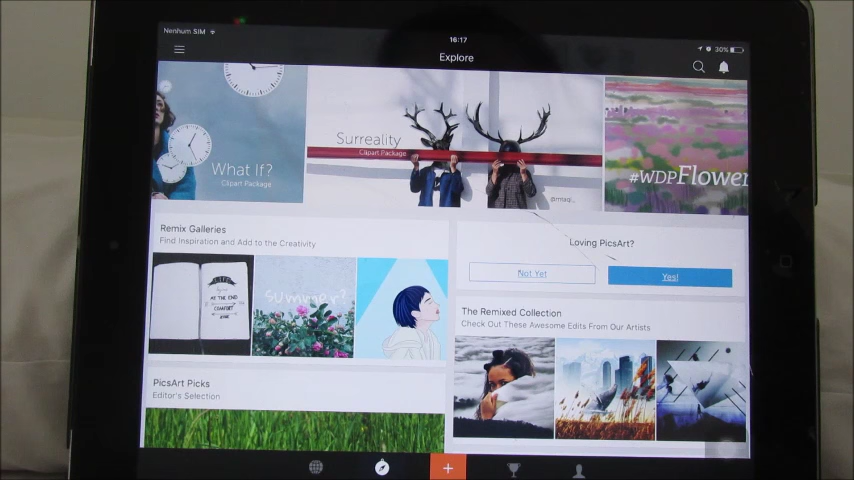 Nenhum SIM
16:17
30%
Explore
What If?
Clipart Package
Surreality
Clipart Package
#WDPFlower
Remix Galleries
Find Inspiration and Add to the Creativity
Loving PicsArt?
Not Yet
Yes!
LIFE
AT THE END
COMFORT
ZONE
summer?
The Remixed Collection
Check Out These Awesome Edits From Our Artists
PicsArt Picks
Editor's Selection